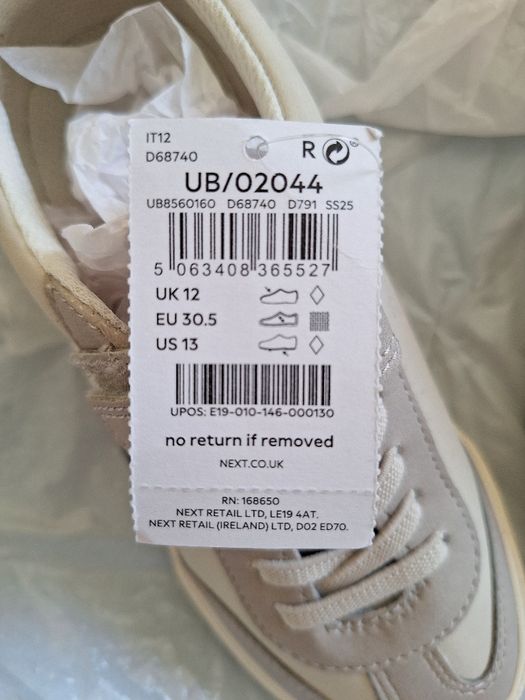 IT12
D68740
R
UB/02044
UB8560160 D68740 D791 SS25
5 063408 365527
UK 12
EU 30.5
US 13
UPOS: E19-010-146-000130
no return if removed
NEXT.CO.UK
RN: 168650
NEXT RETAIL LTD, LE19 4AT.
NEXT RETAIL (IRELAND) LTD, D02 ED70.